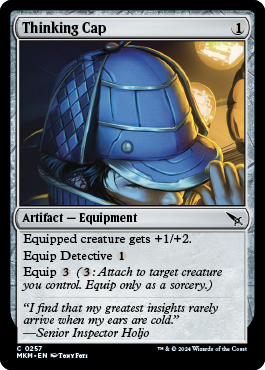 Thinking Cap 1
Artifact — Equipment
Equipped creature gets +1/+2.
Equip Detective 1
Equip 3 (3: Attach to target creature
you control. Equip only as a sorcery.)
"I find that my greatest insights rarely
arrive when my ears are cold."
—Senior Inspector Holjo
C 0257
MKM • EN Tony Foti
™ & © 2024 Wizards of the Coast